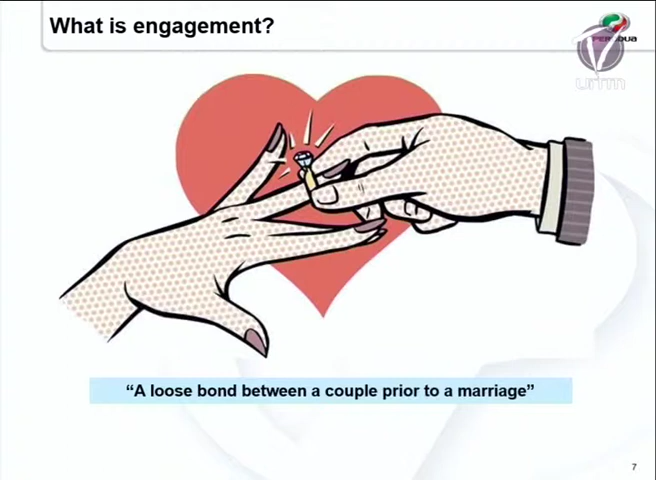 What is engagement?
“A loose bond between a couple prior to a marriage”
7